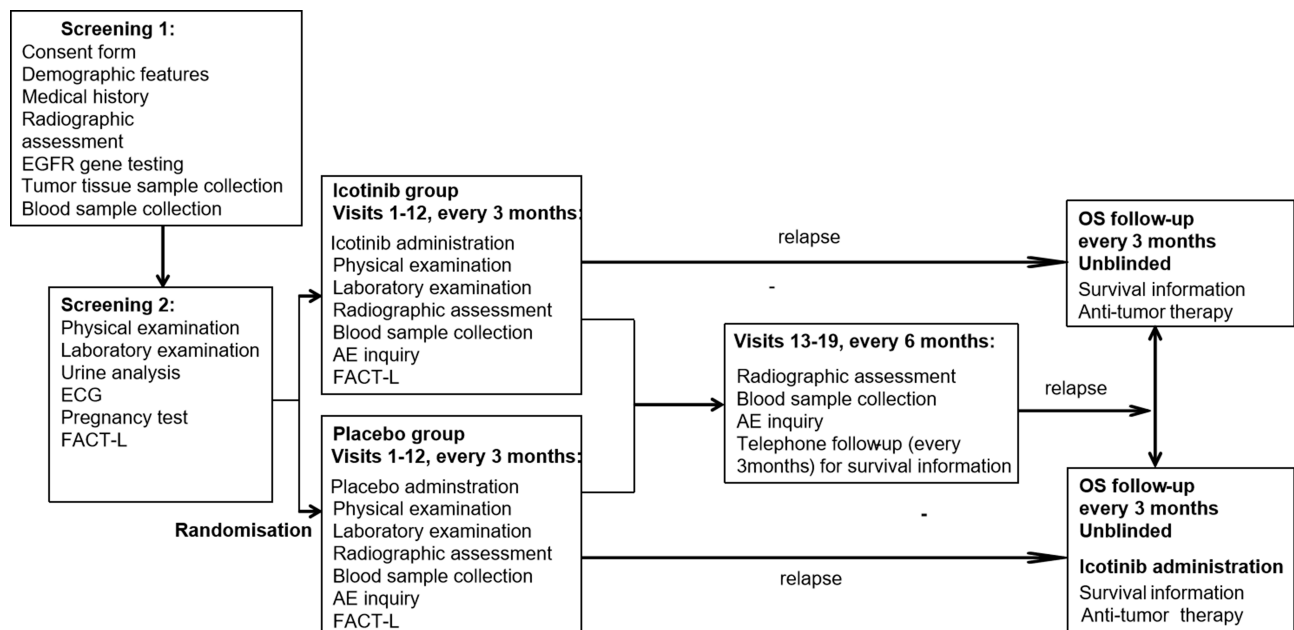 Screening 1:
Consent form
Demographic features
Medical history
Radiographic
assessment
EGFR gene testing
Tumor tissue sample collection
Blood sample collection
Screening 2:
Physical examination
Laboratory examination
Urine analysis
ECG
Pregnancy test
FACT-L
Randomisation
Icotinib group
Visits 1-12, every 3 months:
Icotinib administration
Physical examination
Laboratory examination
Radiographic assessment
Blood sample collection
AE inquiry
FACT-L
Placebo group
Visits 1-12, every 3 months:
Placebo adminstration
Physical examination
Laboratory examination
Radiographic assessment
Blood sample collection
AE inquiry
FACT-L
relapse
-
Visits 13-19, every 6 months:
Radiographic assessment
Blood sample collection
AE inquiry
Telephone follow-up (every
3months) for survival information
relapse
-
relapse
OS follow-up
every 3 months
Unblinded
Survival information
Anti-tumor therapy
OS follow-up
every 3 months
Unblinded
Icotinib administration
Survival information
Anti-tumor therapy